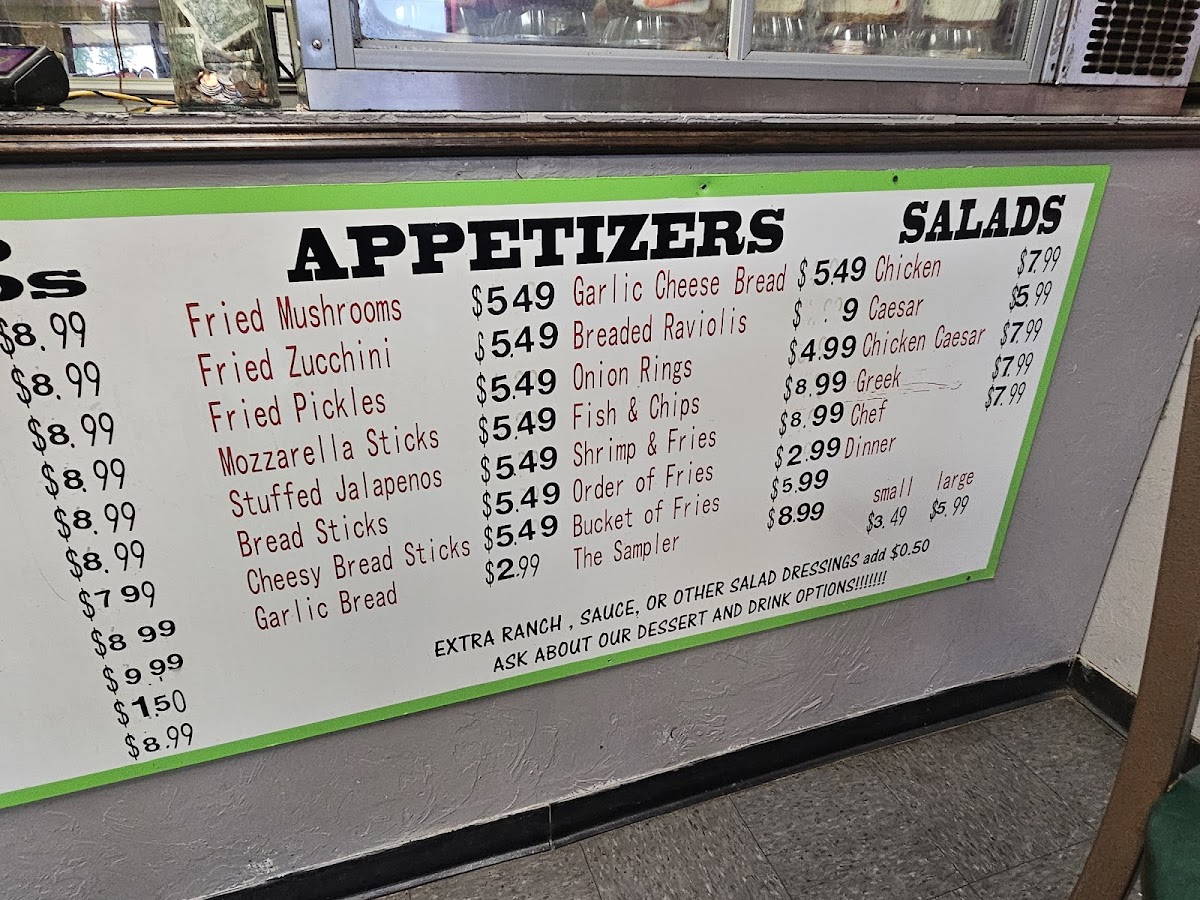 $8.99
$8.99
$8.99
$8.99
$8.99
$8.99
$7 99
$8 99
$9.99
$1.50
$8.99
APPETIZERS
Fried Mushrooms $549
Fried Zucchini $5.49
Fried Pickles $5.49
Mozzarella Sticks $5.49
Stuffed Jalapenos $5.49
Bread Sticks $5.49
Cheesy Bread Sticks $5.49
Garlic Bread $2.99
Garlic Cheese Bread $5.49
Breaded Raviolis $ 9
Onion Rings $4.99
Fish & Chips $8.99
Shrimp & Fries $8.99
Order of Fries $2.99
Bucket of Fries $5.99
The Sampler $8.99
SALADS
Chicken $7.99
Caesar $5.99
Chicken Caesar $7.99
Greek $7.99
Chef $7.99
Dinner
small large
$3.49 $5.99
EXTRA RANCH , SAUCE, OR OTHER SALAD DRESSINGS add $0.50
ASK ABOUT OUR DESSERT AND DRINK OPTIONS!!!!!!!